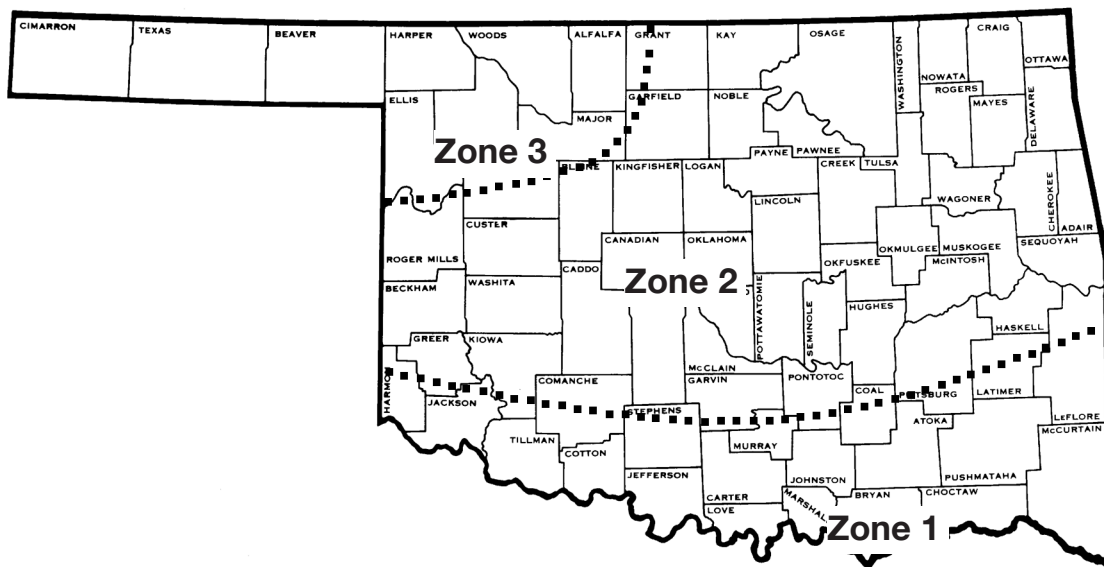 CIMARRON
TEXAS
BEAVER
HARPER
WOODS
ALFALFA
GRANT
KAY
OSAGE
WASHINGTON
CRAIG
NOWATA
OTTAWA
ROGERS
MAYES
DELAWARE
ELLIS
MAJOR
GARFIELD
NOBLE
Zone 3
BLAINE
KINGFISHER
LOGAN
PAYNE
PAWNEE
CREEK
TULSA
LINCOLN
WAGONER
CHEROKEE
ADAIR
CUSTER
ROGER MILLS
CANADIAN
OKLAHOMA
OKMULGEE
MUSKOGEE
SEQUOYAH
OKFUSKEE
McINTOSH
CADDO
Zone 2
BECKHAM
WASHITA
POTTAWATOMIE
SEMINOLE
HUGHES
HASKELL
GREER
KIOWA
McCLAIN
GARVIN
PONTOTOC
COAL
PITTSBURG
LATIMER
HARMON
JACKSON
COMANCHE
STEPHENS
ATOKA
LEFLORE
McCURTAIN
TILLMAN
COTTON
MURRAY
JEFFERSON
JOHNSTON
PUSHMATAHA
CARTER
LOVE
MARSHALL
BRYAN
CHOCTAW
Zone 1